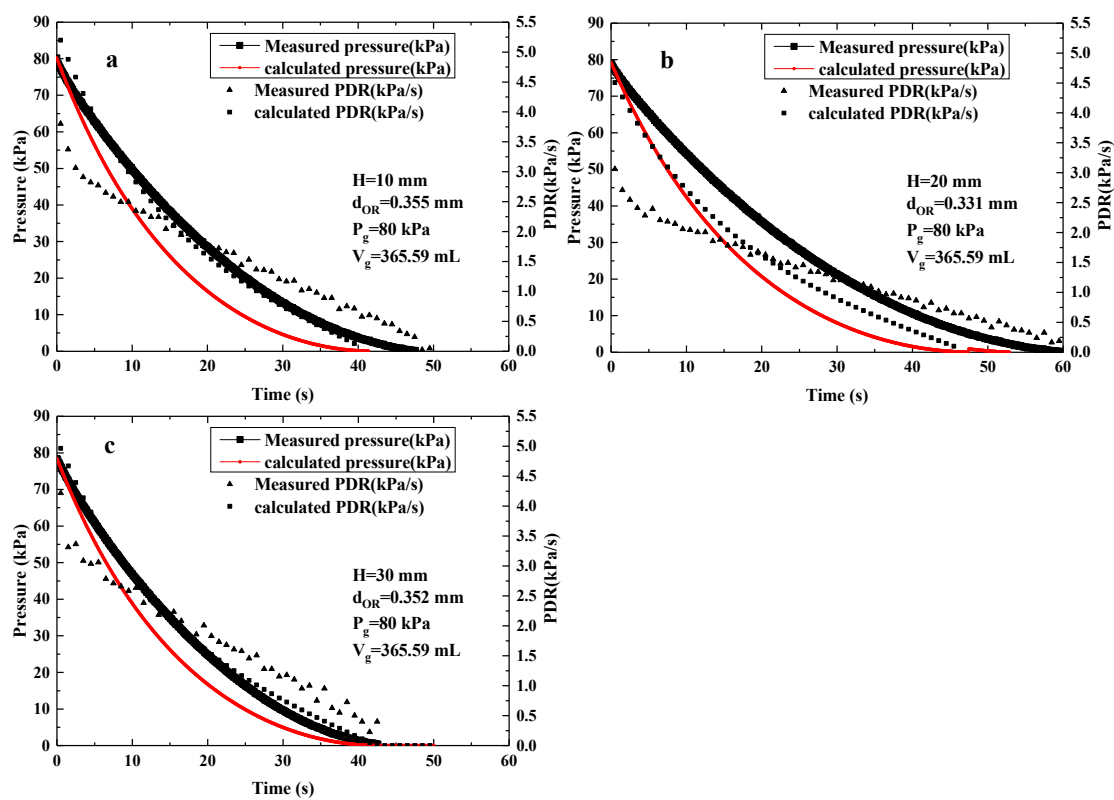 a
Measured pressure(kPa)
calculated pressure(kPa)
Measured PDR(kPa/s)
calculated PDR(kPa/s)
H=10 mm
d_OR=0.355 mm
P_g=80 kPa
V_g=365.59 mL
Pressure (kPa)
90
80
70
60
50
40
30
20
10
0
PDR(kPa/s)
5.5
5.0
4.5
4.0
3.5
3.0
2.5
2.0
1.5
1.0
0.5
0.0
0 10 20 30 40 50 60
Time (s)
b
Measured pressure(kPa)
calculated pressure(kPa)
Measured PDR(kPa/s)
calculated PDR(kPa/s)
H=20 mm
d_OR=0.331 mm
P_g=80 kPa
V_g=365.59 mL
Pressure (kPa)
90
80
70
60
50
40
30
20
10
0
PDR(kPa/s)
5.5
5.0
4.5
4.0
3.5
3.0
2.5
2.0
1.5
1.0
0.5
0.0
0 10 20 30 40 50 60
Time (s)
c
Measured pressure(kPa)
calculated pressure(kPa)
Measured PDR(kPa/s)
calculated PDR(kPa/s)
H=30 mm
d_OR=0.352 mm
P_g=80 kPa
V_g=365.59 mL
Pressure (kPa)
90
80
70
60
50
40
30
20
10
0
PDR(kPa/s)
5.5
5.0
4.5
4.0
3.5
3.0
2.5
2.0
1.5
1.0
0.5
0.0
0 10 20 30 40 50 60
Time (s)